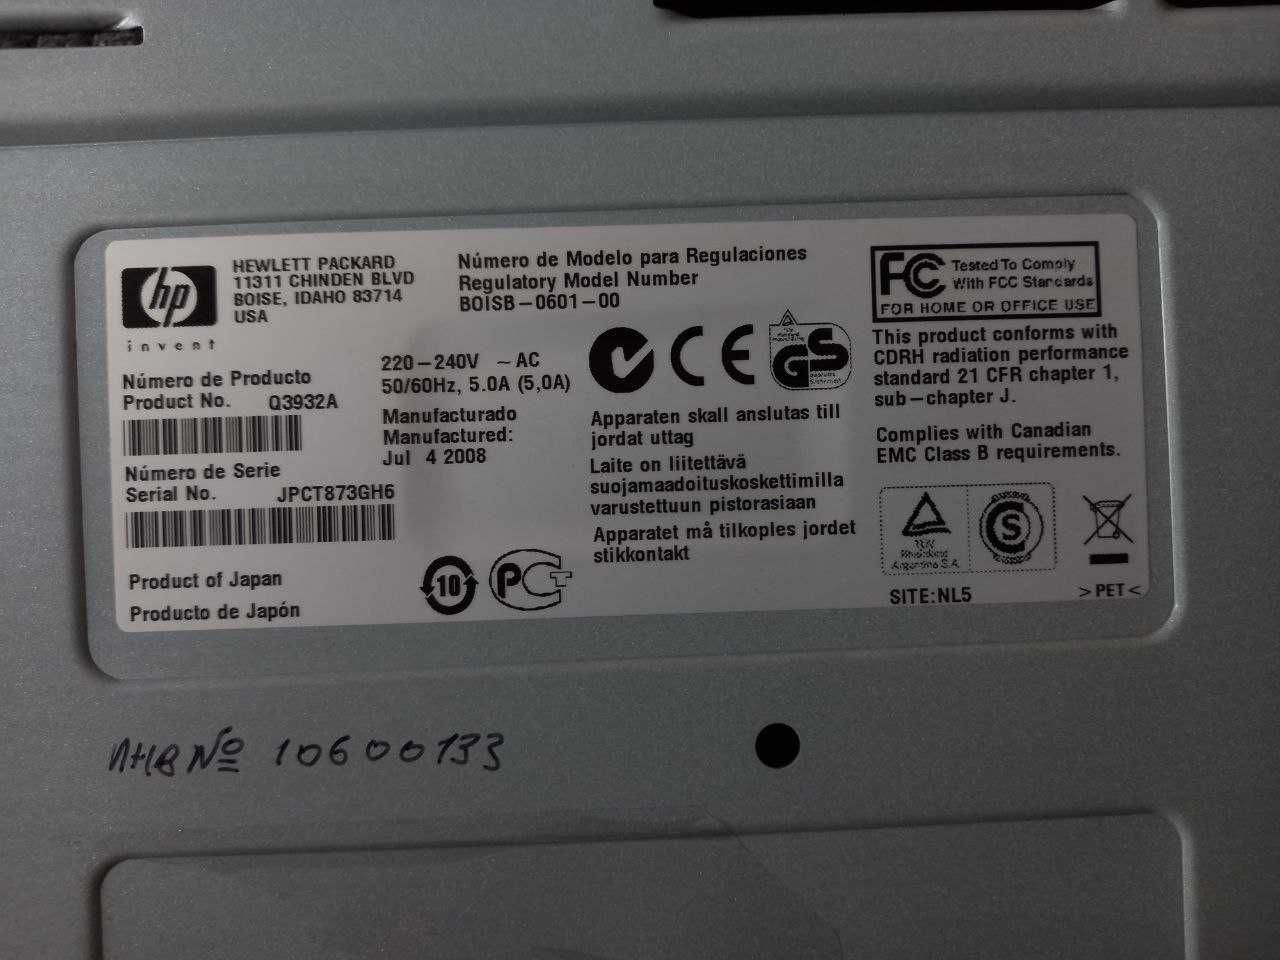 hp
invent
HEWLETT PACKARD
11311 CHINDEN BLVD
BOISE, IDAHO 83714
USA
Número de Producto
Product No. Q3932A
Número de Serie
Serial No. JPCT873GH6
Product of Japan
Producto de Japón
Número de Modelo para Regulaciones
Regulatory Model Number
BOISB-0601-00
220-240V ~AC
50/60Hz, 5.0A (5,0A)
Manufacturado
Manufactured:
Jul 4 2008
10
PCT
CE
GS
Apparaten skall anslutas till
jordat uttag
Laite on liitettävä
suojamaadoituskoskettimilla
varustettuun pistorasiaan
Apparatet må tilkoples jordet
stikkontakt
FC
Tested To Comply
With FCC Standards
FOR HOME OR OFFICE USE
This product conforms with
CDRH radiation performance
standard 21 CFR chapter 1,
sub-chapter J.
Complies with Canadian
EMC Class B requirements.
TÜV
Rheinland
Argentina S.A.
S
SITE:NL5
>PET<
ИНВ № 10600133